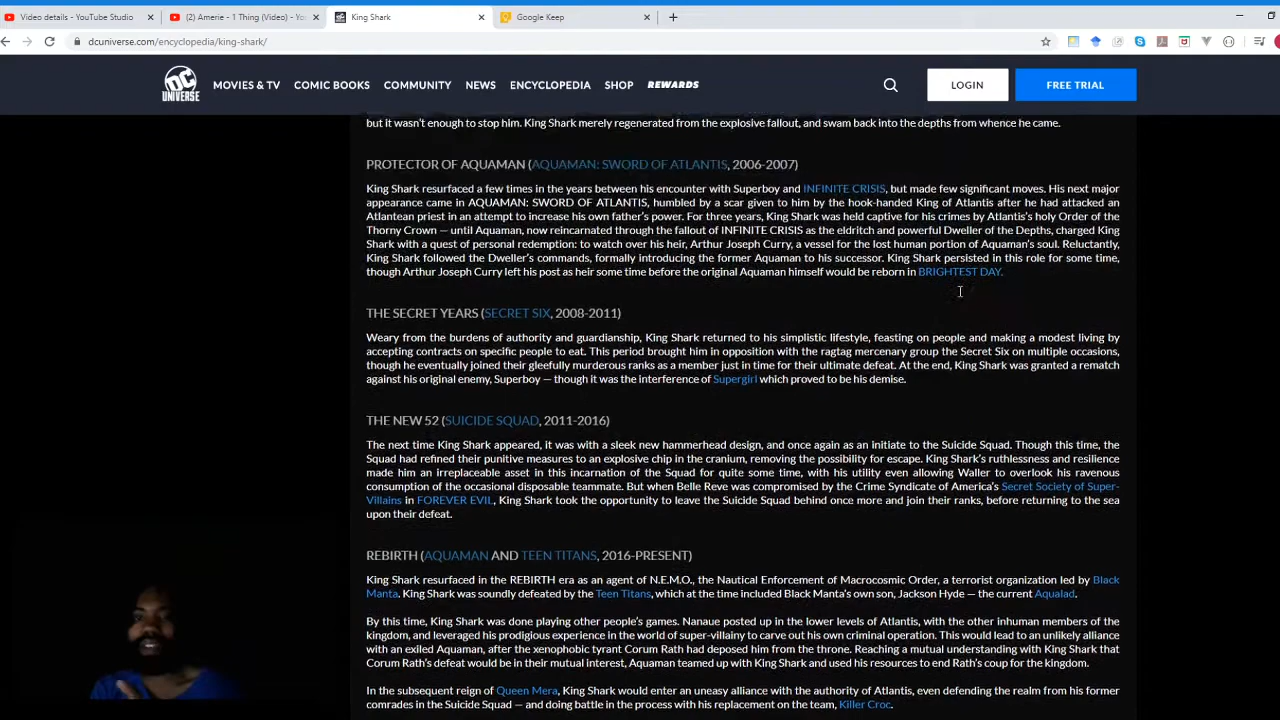 Video details - YouTube Studio
(2) Amerie - 1 Thing (Video) - Yo
King Shark
Google Keep
dcuniverse.com/encyclopedia/king-shark/
DC
UNIVERSE
MOVIES & TV
COMIC BOOKS
COMMUNITY
NEWS
ENCYCLOPEDIA
SHOP
REWARDS
LOGIN
FREE TRIAL
but it wasn't enough to stop him. King Shark merely regenerated from the explosive fallout, and swam back into the depths from whence he came.
PROTECTOR OF AQUAMAN (AQUAMAN: SWORD OF ATLANTIS, 2006-2007)
King Shark resurfaced a few times in the years between his encounter with Superboy and INFINITE CRISIS, but made few significant moves. His next major
appearance came in AQUAMAN: SWORD OF ATLANTIS, humbled by a scar given to him by the hook-handed King of Atlantis after he had attacked an
Atlantean priest in an attempt to increase his own father's power. For three years, King Shark was held captive for his crimes by Atlantis's holy Order of the
Thorny Crown — until Aquaman, now reincarnated through the fallout of INFINITE CRISIS as the eldritch and powerful Dweller of the Depths, charged King
Shark with a quest of personal redemption: to watch over his heir, Arthur Joseph Curry, a vessel for the lost human portion of Aquaman's soul. Reluctantly,
King Shark followed the Dweller's commands, formally introducing the former Aquaman to his successor. King Shark persisted in this role for some time,
though Arthur Joseph Curry left his post as heir some time before the original Aquaman himself would be reborn in BRIGHTEST DAY.
THE SECRET YEARS (SECRET SIX, 2008-2011)
Weary from the burdens of authority and guardianship, King Shark returned to his simplistic lifestyle, feasting on people and making a modest living by
accepting contracts on specific people to eat. This period brought him in opposition with the ragtag mercenary group the Secret Six on multiple occasions,
though he eventually joined their gleefully murderous ranks as a member just in time for their ultimate defeat. At the end, King Shark was granted a rematch
against his original enemy, Superboy — though it was the interference of Supergirl which proved to be his demise.
THE NEW 52 (SUICIDE SQUAD, 2011-2016)
The next time King Shark appeared, it was with a sleek new hammerhead design, and once again as an initiate to the Suicide Squad. Though this time, the
Squad had refined their punitive measures to an explosive chip in the cranium, removing the possibility for escape. King Shark's ruthlessness and resilience
made him an irreplaceable asset in this incarnation of the Squad for quite some time, with his utility even allowing Waller to overlook his ravenous
consumption of the occasional disposable teammate. But when Belle Reve was compromised by the Crime Syndicate of America's Secret Society of Super-
Villains in FOREVER EVIL, King Shark took the opportunity to leave the Suicide Squad behind once more and join their ranks, before returning to the sea
upon their defeat.
REBIRTH (AQUAMAN AND TEEN TITANS, 2016-PRESENT)
King Shark resurfaced in the REBIRTH era as an agent of N.E.M.O., the Nautical Enforcement of Macrocosmic Order, a terrorist organization led by Black
Manta. King Shark was soundly defeated by the Teen Titans, which at the time included Black Manta's own son, Jackson Hyde — the current Aqualad.
By this time, King Shark was done playing other people's games. Nanaue posted up in the lower levels of Atlantis, with the other inhuman members of the
kingdom, and leveraged his prodigious experience in the world of super-villainy to carve out his own criminal operation. This would lead to an unlikely alliance
with an exiled Aquaman, after the xenophobic tyrant Corum Rath had deposed him from the throne. Reaching a mutual understanding with King Shark that
Corum Rath's defeat would be in their mutual interest, Aquaman teamed up with King Shark and used his resources to end Rath's coup for the kingdom.
In the subsequent reign of Queen Mera, King Shark would enter an uneasy alliance with the authority of Atlantis, even defending the realm from his former
comrades in the Suicide Squad — and doing battle in the process with his replacement on the team, Killer Croc.